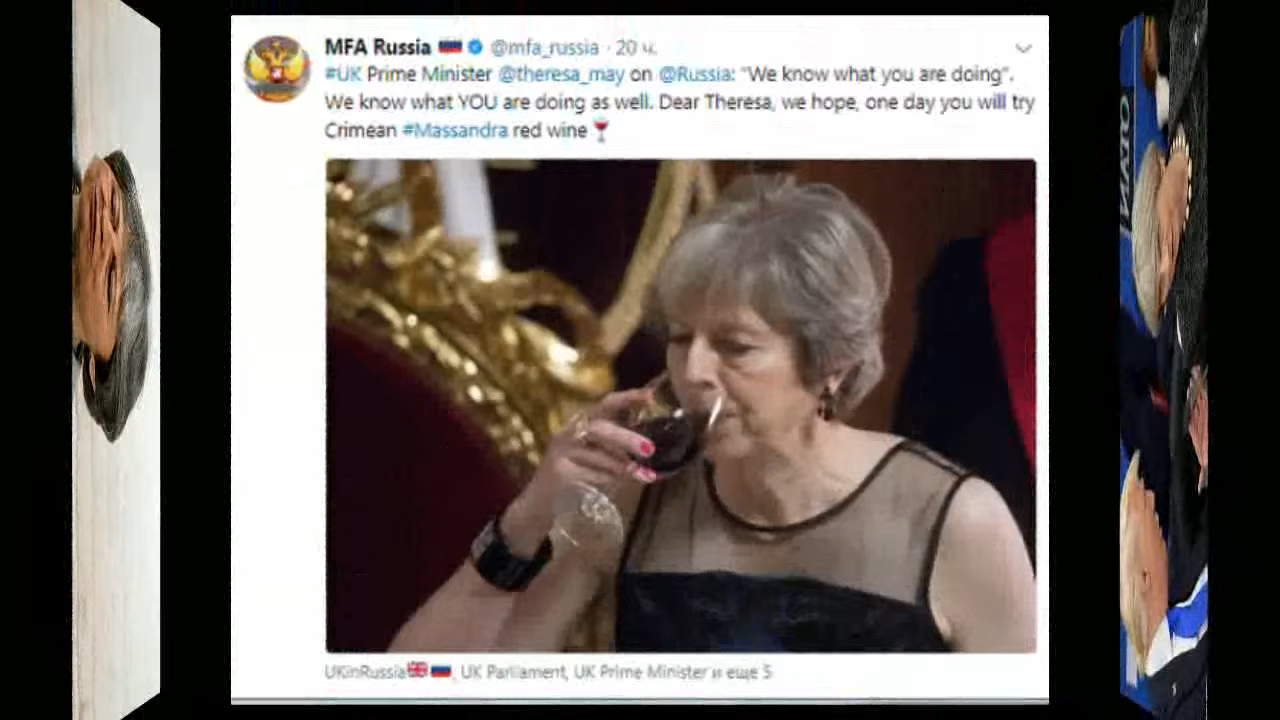 MFA Russia @mfa_russia · 20 ч.
#UK Prime Minister @theresa_may on @Russia: "We know what you are doing".
We know what YOU are doing as well. Dear Theresa, we hope, one day you will try
Crimean #Massandra red wine
UKinRussia, UK Parliament, UK Prime Minister и еще 5